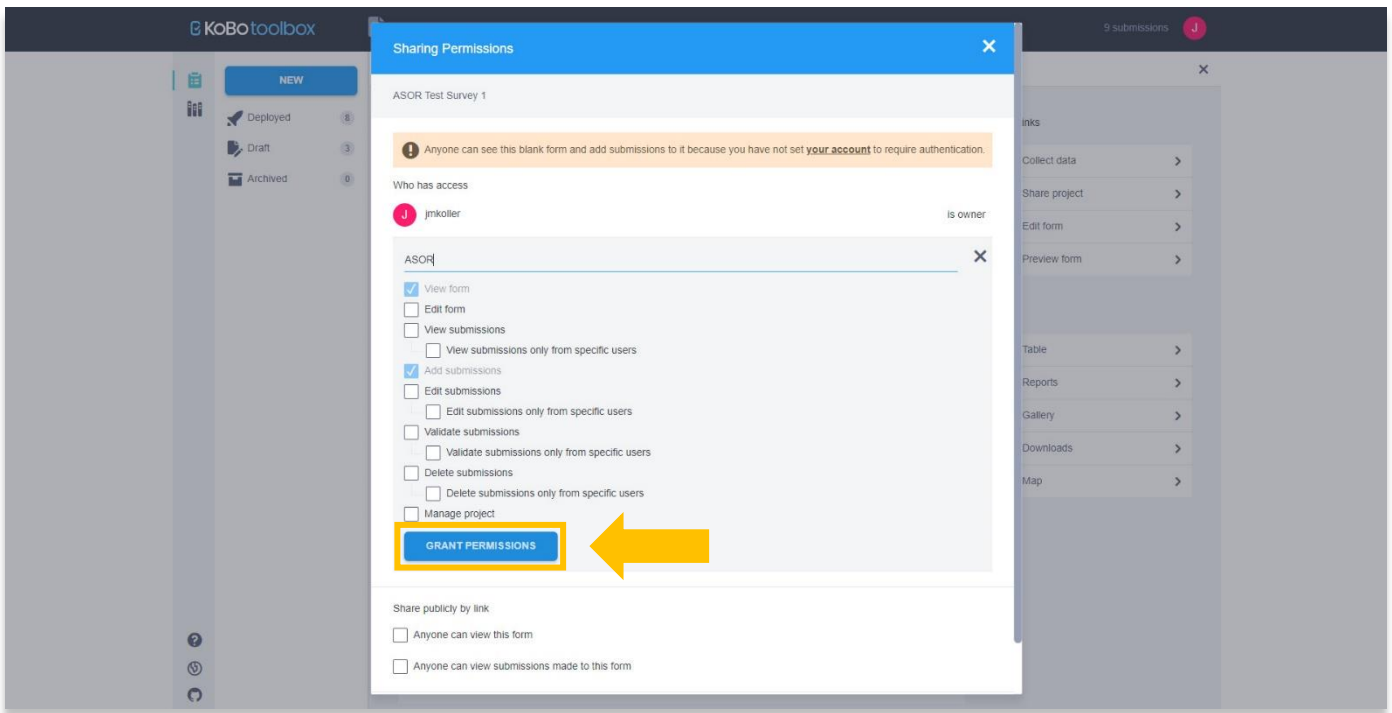 KoBotoolbox
9 submissions
J
NEW
Deployed 8
Draft 3
Archived 0
Sharing Permissions
ASOR Test Survey 1
Anyone can see this blank form and add submissions to it because you have not set your account to require authentication.
Who has access
J jmkoller is owner
ASOR
View form
Edit form
View submissions
View submissions only from specific users
Add submissions
Edit submissions
Edit submissions only from specific users
Validate submissions
Validate submissions only from specific users
Delete submissions
Delete submissions only from specific users
Manage project
GRANT PERMISSIONS
Share publicly by link
Anyone can view this form
Anyone can view submissions made to this form
inks
Collect data
Share project
Edit form
Preview form
Table
Reports
Gallery
Downloads
Map